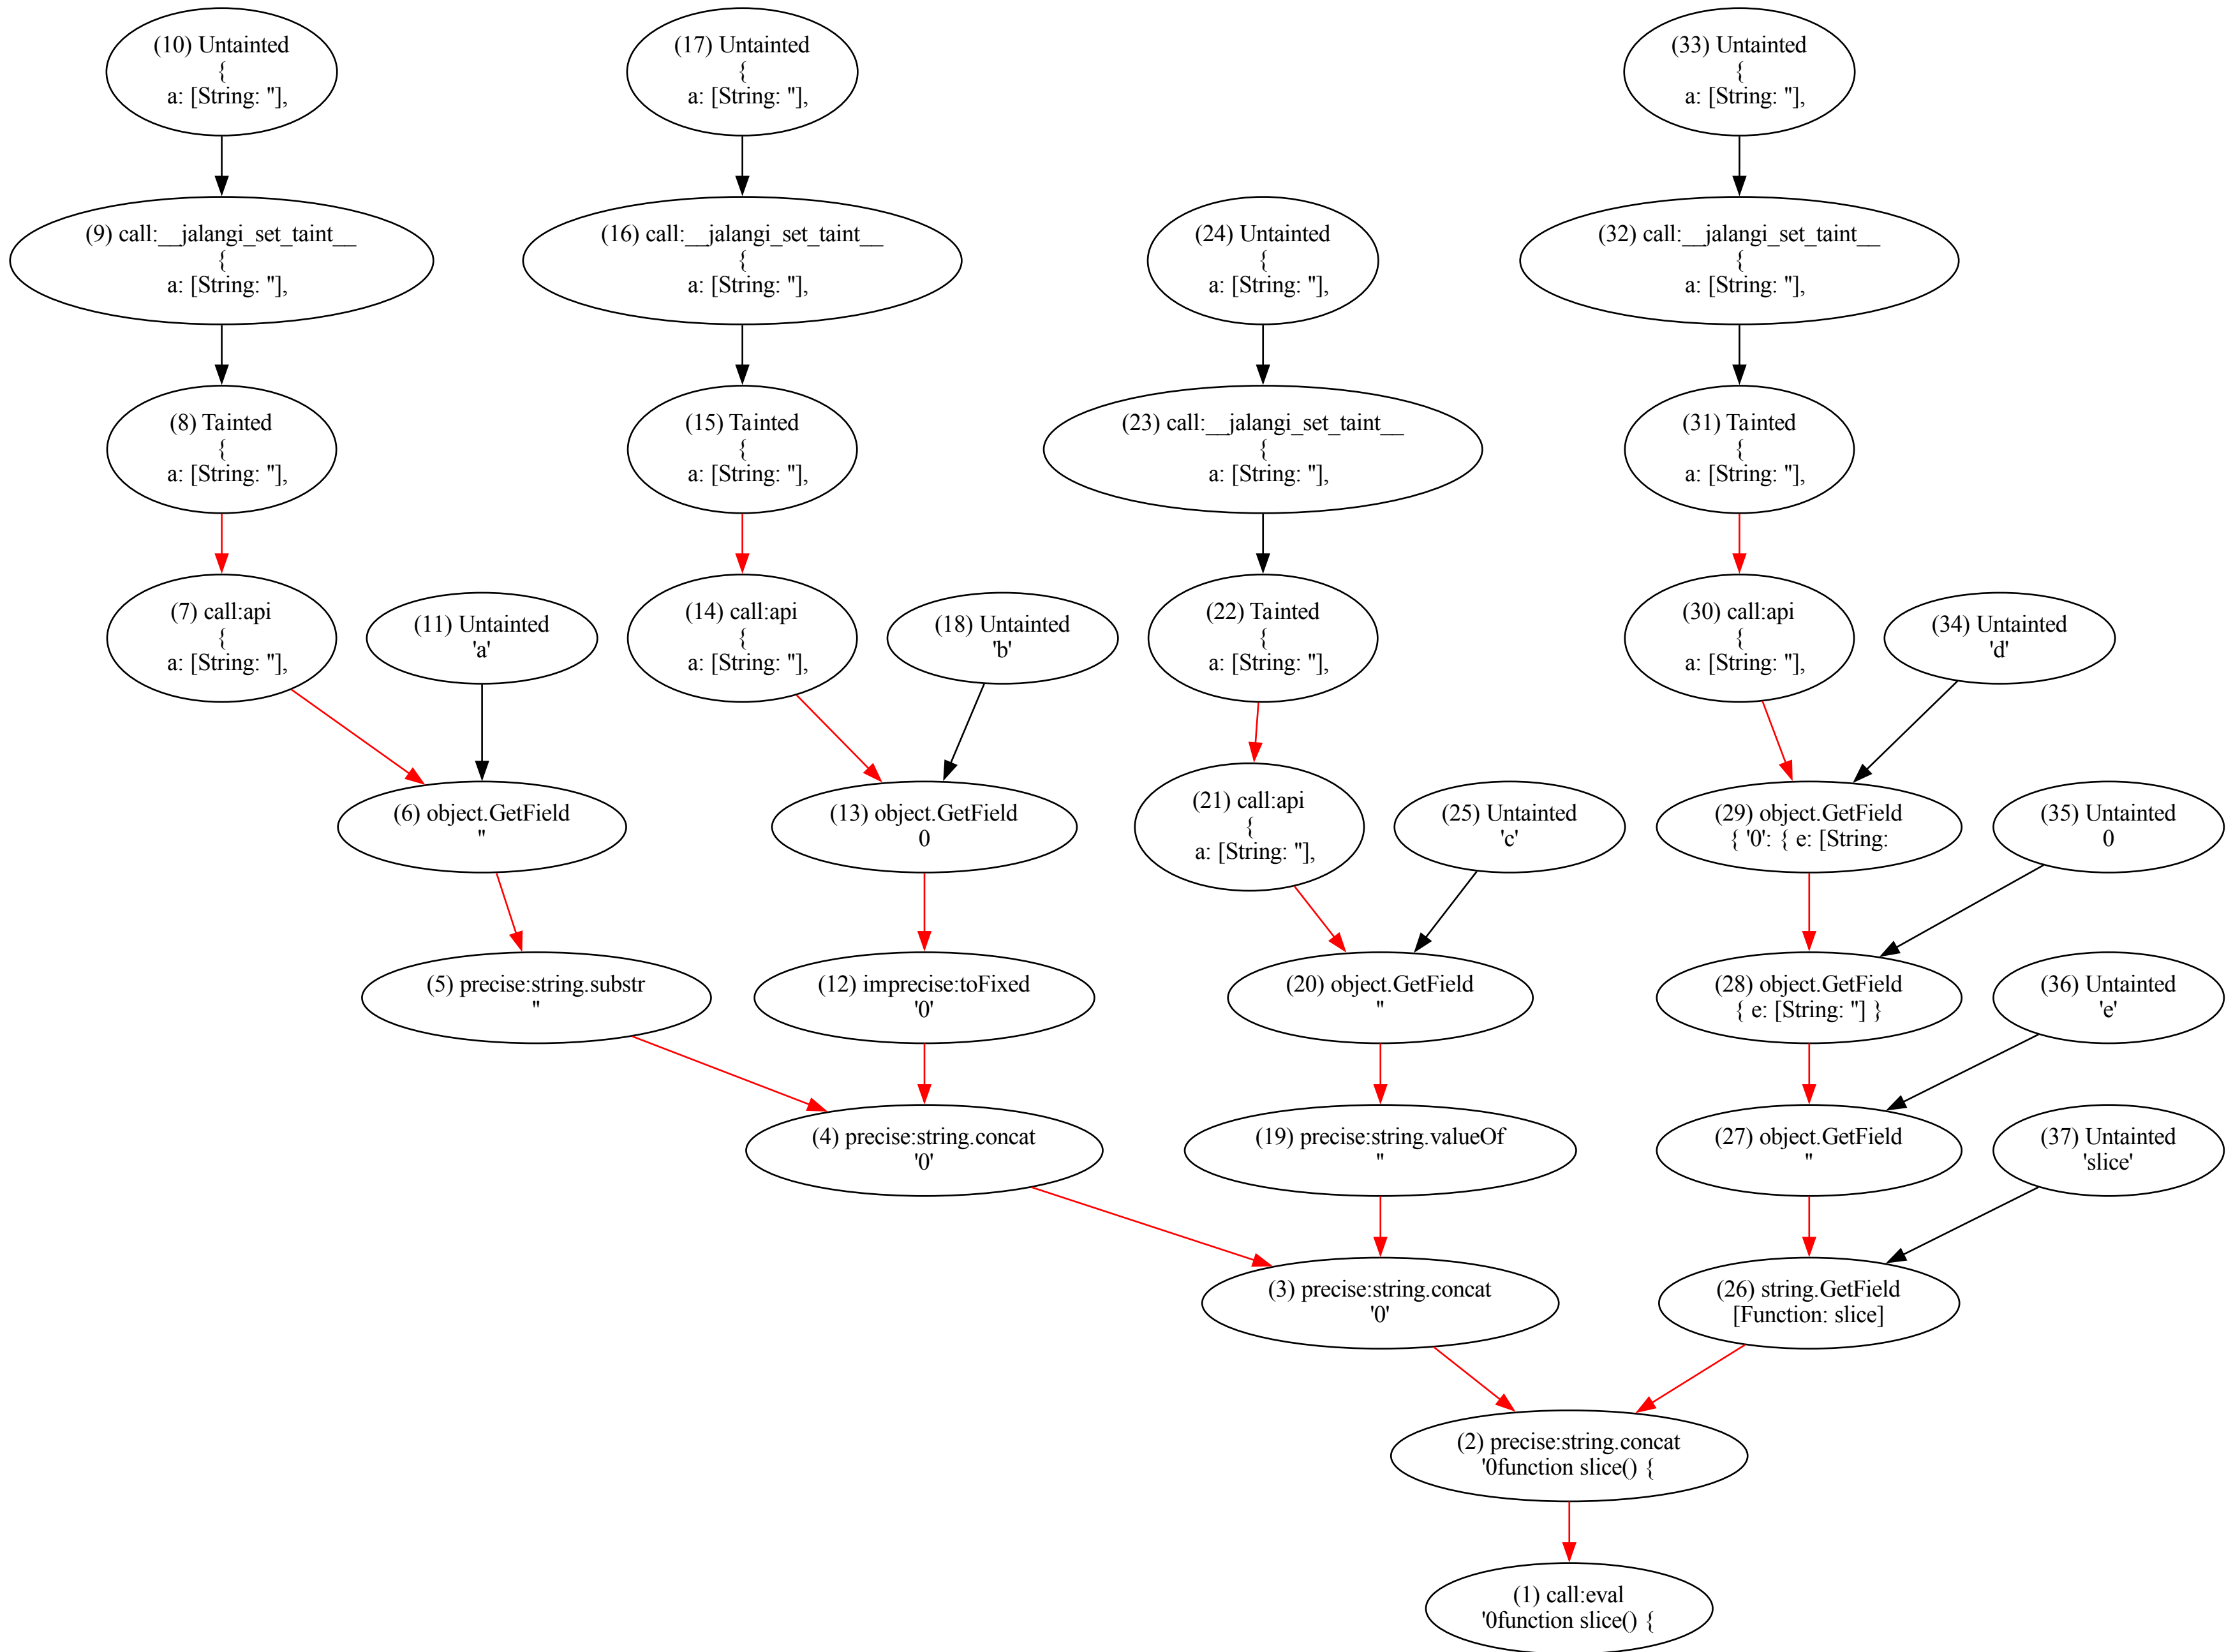 (10) Untainted
{
a: [String: ''],
(17) Untainted
{
a: [String: ''],
(33) Untainted
{
a: [String: ''],
(9) call:__jalangi_set_taint__
{
a: [String: ''],
(16) call:__jalangi_set_taint__
{
a: [String: ''],
(24) Untainted
{
a: [String: ''],
(32) call:__jalangi_set_taint__
{
a: [String: ''],
(8) Tainted
{
a: [String: ''],
(15) Tainted
{
a: [String: ''],
(23) call:__jalangi_set_taint__
{
a: [String: ''],
(31) Tainted
{
a: [String: ''],
(7) call:api
{
a: [String: ''],
(11) Untainted
'a'
(14) call:api
{
a: [String: ''],
(18) Untainted
'b'
(22) Tainted
{
a: [String: ''],
(30) call:api
{
a: [String: ''],
(34) Untainted
'd'
(6) object.GetField
''
(13) object.GetField
0
(21) call:api
{
a: [String: ''],
(25) Untainted
'c'
(29) object.GetField
{ '0': { e: [String:
(35) Untainted
0
(5) precise:string.substr
''
(12) imprecise:toFixed
'0'
(20) object.GetField
''
(28) object.GetField
{ e: [String: ''] }
(36) Untainted
'e'
(4) precise:string.concat
'0'
(19) precise:string.valueOf
''
(27) object.GetField
''
(37) Untainted
'slice'
(3) precise:string.concat
'0'
(26) string.GetField
[Function: slice]
(2) precise:string.concat
'0function slice() {
(1) call:eval
'0function slice() {